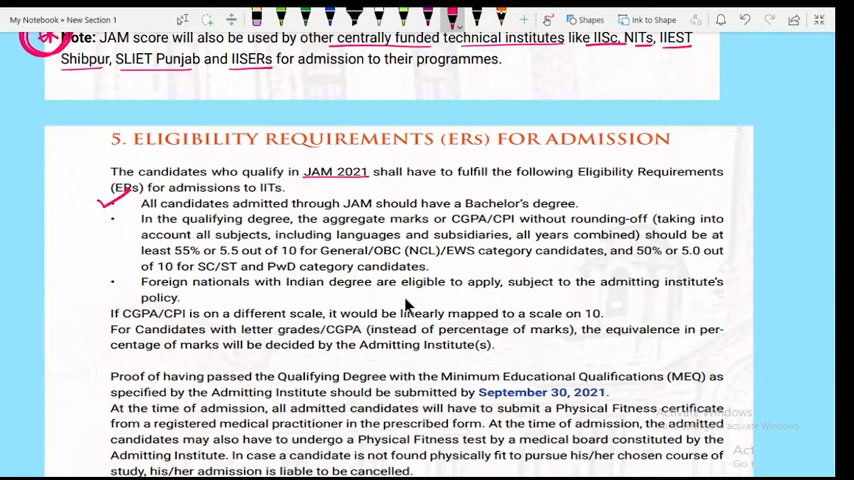 My Notebook » New Section 1
Shapes
Ink to Shape
Note: JAM score will also be used by other centrally funded technical institutes like IISc, NITs, IIEST
Shibpur, SLIET Punjab and IISERs for admission to their programmes.
5. ELIGIBILITY REQUIREMENTS (ERs) FOR ADMISSION
The candidates who qualify in JAM 2021 shall have to fulfill the following Eligibility Requirements
(ERs) for admissions to IITs.
All candidates admitted through JAM should have a Bachelor's degree.
• In the qualifying degree, the aggregate marks or CGPA/CPI without rounding-off (taking into
account all subjects, including languages and subsidiaries, all years combined) should be at
least 55% or 5.5 out of 10 for General/OBC (NCL)/EWS category candidates, and 50% or 5.0 out
of 10 for SC/ST and PwD category candidates.
• Foreign nationals with Indian degree are eligible to apply, subject to the admitting institute's
policy.
If CGPA/CPI is on a different scale, it would be linearly mapped to a scale on 10.
For Candidates with letter grades/CGPA (instead of percentage of marks), the equivalence in per-
centage of marks will be decided by the Admitting Institute(s).
Proof of having passed the Qualifying Degree with the Minimum Educational Qualifications (MEQ) as
specified by the Admitting Institute should be submitted by September 30, 2021.
At the time of admission, all admitted candidates will have to submit a Physical Fitness certificate
from a registered medical practitioner in the prescribed form. At the time of admission, the admitted
candidates may also have to undergo a Physical Fitness test by a medical board constituted by the
Admitting Institute. In case a candidate is not found physically fit to pursue his/her chosen course of
study, his/her admission is liable to be cancelled.
Activate Windows
activate Windows.